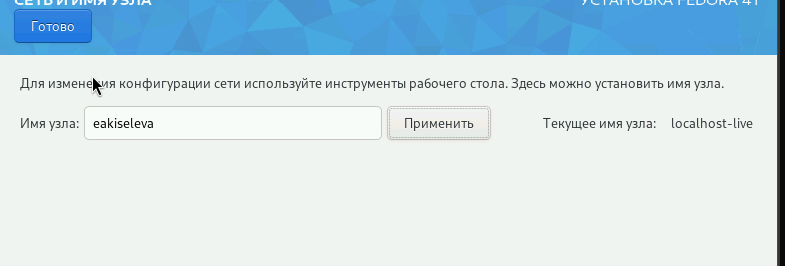 СЕТЬ И ИМЯ УЗЛА
УСТАНОВКА FEDORA 41
Готово
Для изменения конфигурации сети используйте инструменты рабочего стола. Здесь можно установить имя узла.
Имя узла: eakiseleva Применить Текущее имя узла: localhost-live